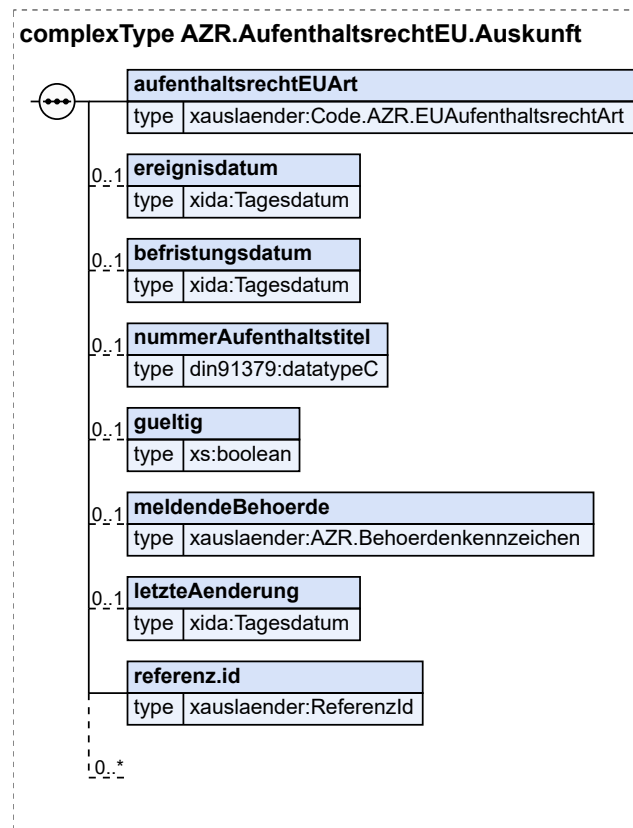 complexType AZR.AufenthaltsrechtEU.Auskunft
aufenthaltsrechtEUArt
type xauslaender:Code.AZR.EUAufenthaltsrechtArt
0..1 ereignisdatum
type xida:Tagesdatum
0..1 befristungsdatum
type xida:Tagesdatum
0..1 nummerAufenthaltstitel
type din91379:datatypeC
0..1 gueltig
type xs:boolean
0..1 meldendeBehoerde
type xauslaender:AZR.Behoerdenkennzeichen
0..1 letzteAenderung
type xida:Tagesdatum
referenz.id
type xauslaender:ReferenzId
0..*